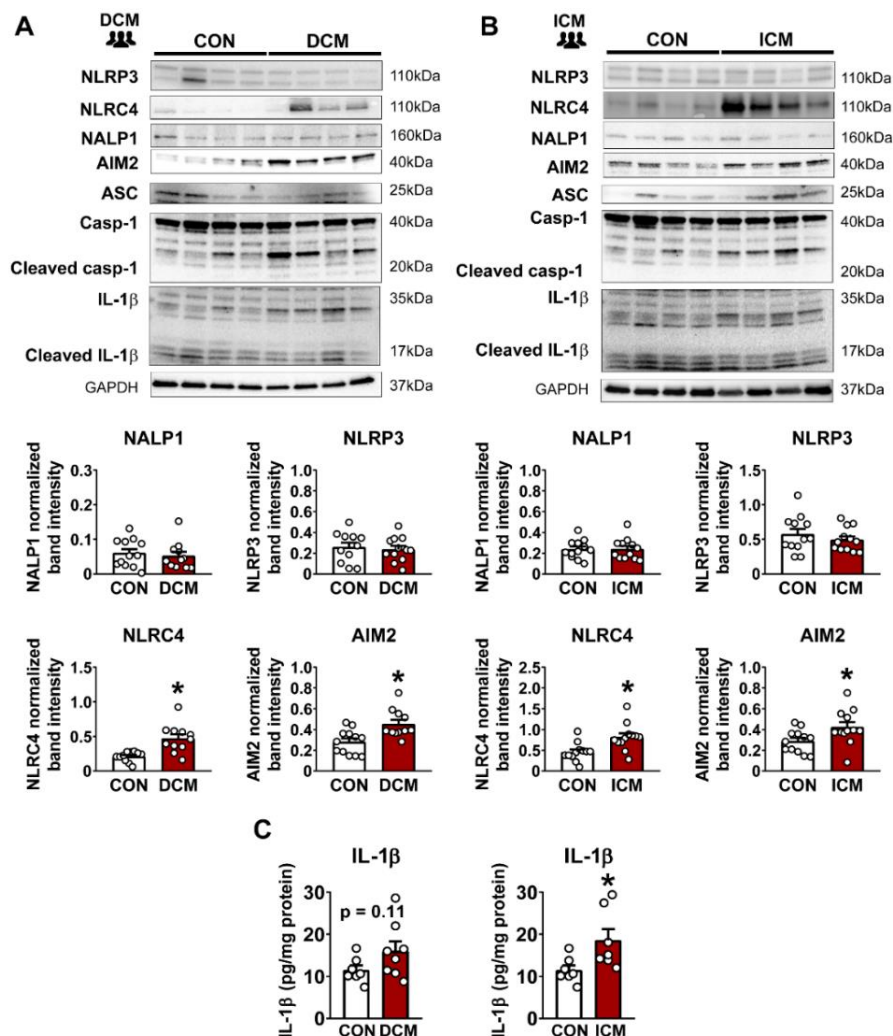 A
DCM
CON DCM
NLRP3 110kDa
NLRC4 110kDa
NALP1 160kDa
AIM2 40kDa
ASC 25kDa
Casp-1 40kDa
Cleaved casp-1 20kDa
IL-1β 35kDa
Cleaved IL-1β 17kDa
GAPDH 37kDa
B
ICM
CON ICM
NLRP3 110kDa
NLRC4 110kDa
NALP1 160kDa
AIM2 40kDa
ASC 25kDa
Casp-1 40kDa
Cleaved casp-1 20kDa
IL-1β 35kDa
Cleaved IL-1β 17kDa
GAPDH 37kDa
NALP1
NALP1 normalized
band intensity
0.3
0.2
0.1
0
CON DCM
NLRP3
NLRP3 normalized
band intensity
1.0
0.8
0.6
0.4
0.2
0
CON DCM
NALP1
NALP1 normalized
band intensity
1.0
0.8
0.6
0.4
0.2
0
CON ICM
NLRP3
NLRP3 normalized
band intensity
1.5
1.0
0.5
0
CON ICM
NLRC4
NLRC4 normalized
band intensity
1.5
1.0
0.5
0
*
CON DCM
AIM2
AIM2 normalized
band intensity
1.0
0.8
0.6
0.4
0.2
0
*
CON DCM
NLRC4
NLRC4 normalized
band intensity
2.5
2.0
1.5
1.0
0.5
0
*
CON ICM
AIM2
AIM2 normalized
band intensity
1.0
0.8
0.6
0.4
0.2
0
*
CON ICM
C
IL-1β
IL-1β (pg/mg protein)
30
20
10
0
p = 0.11
CON DCM
IL-1β
IL-1β (pg/mg protein)
30
20
10
0
*
CON ICM